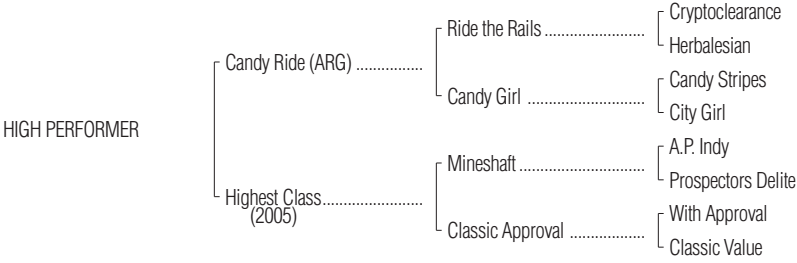 Cryptoclearance
Ride the Rails .........................
Herbalesian
Candy Ride (ARG) ................
Candy Stripes
Candy Girl .............................
City Girl
HIGH PERFORMER
A.P. Indy
Mineshaft ...............................
Prospectors Delite
Highest Class.........................
(2005)
With Approval
Classic Approval ...................
Classic Value